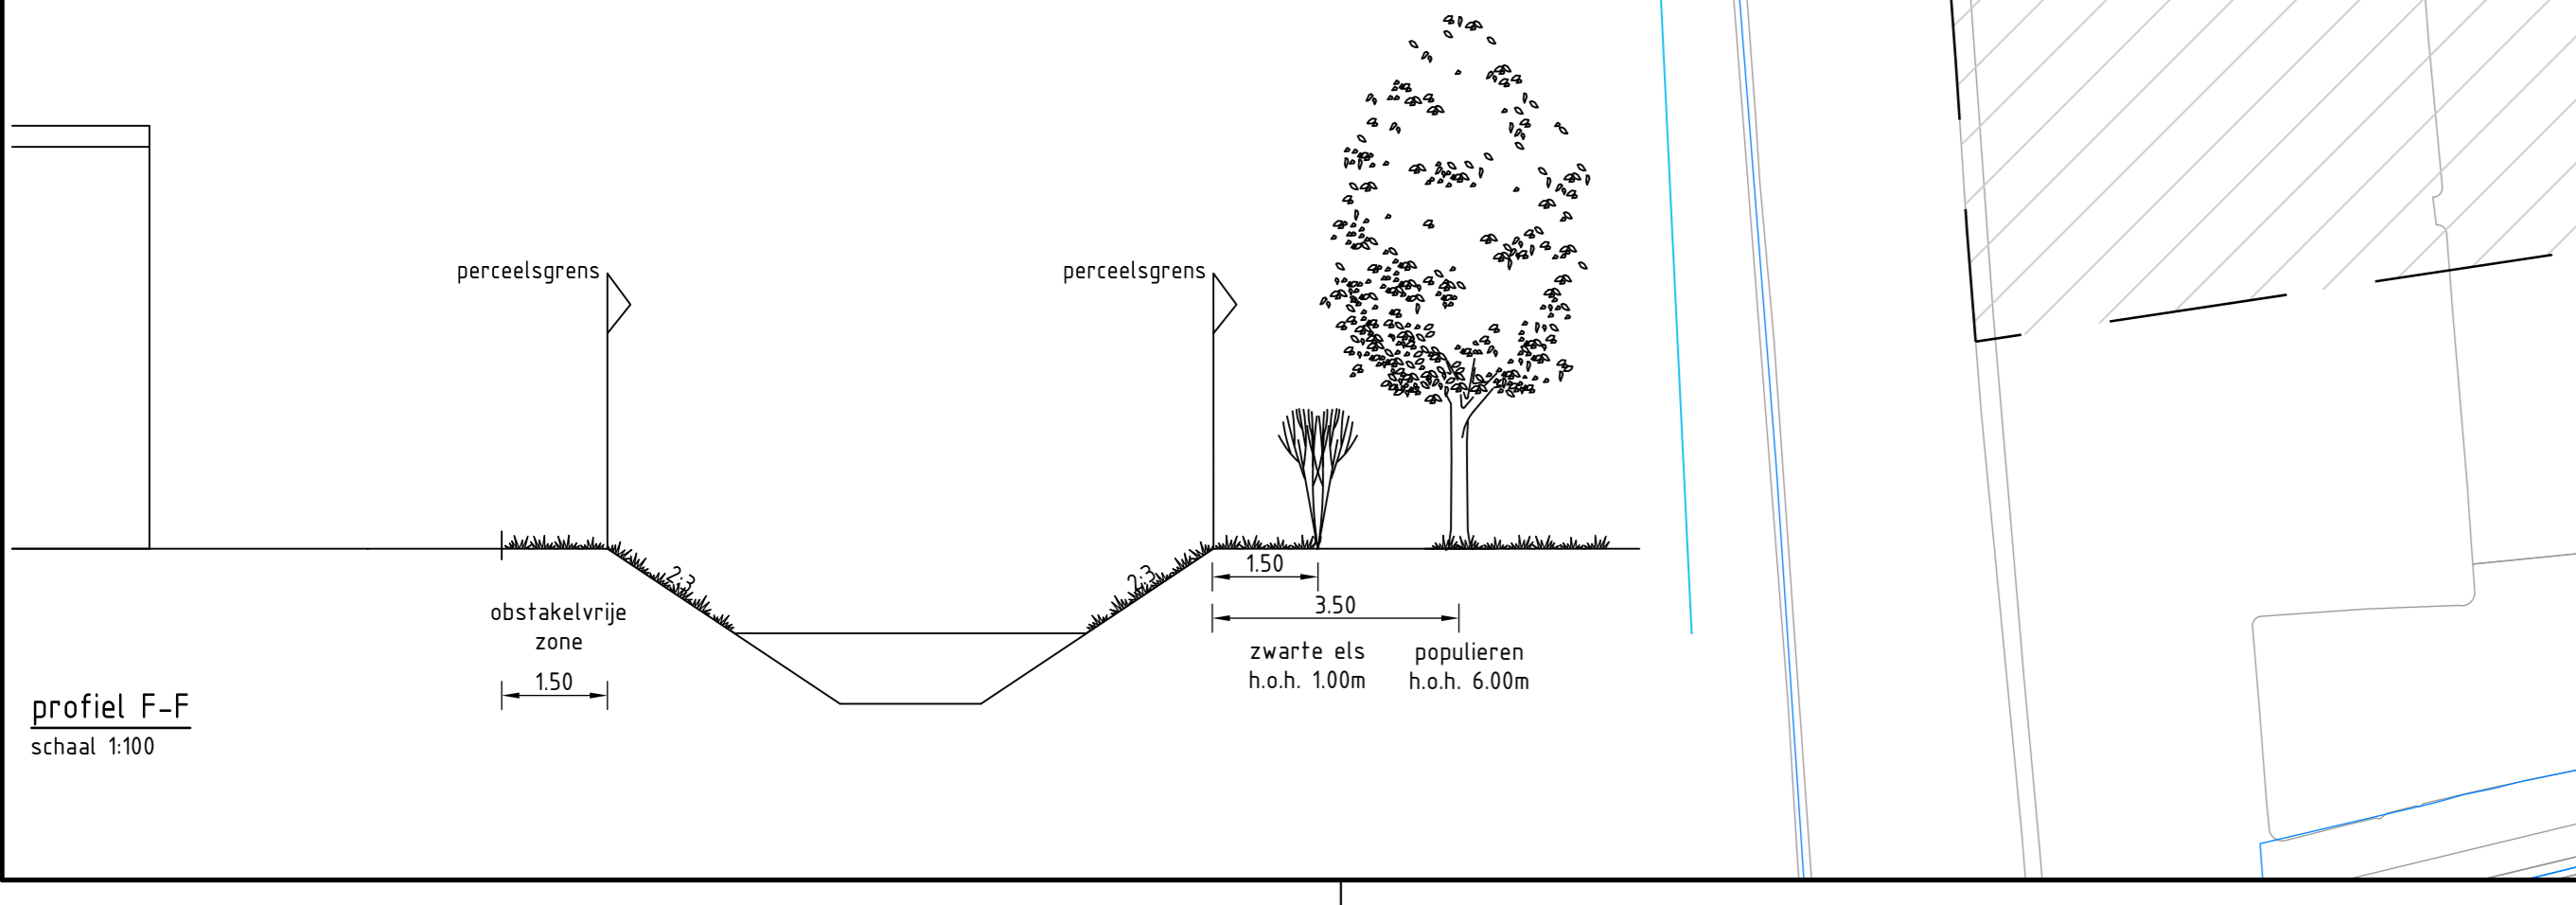 perceelsgrens
perceelsgrens
2:3
2:3
1.50
3.50
obstakelvrije
zone
1.50
zwarte els
h.o.h. 1.00m
populieren
h.o.h. 6.00m
profiel F-F
schaal 1:100